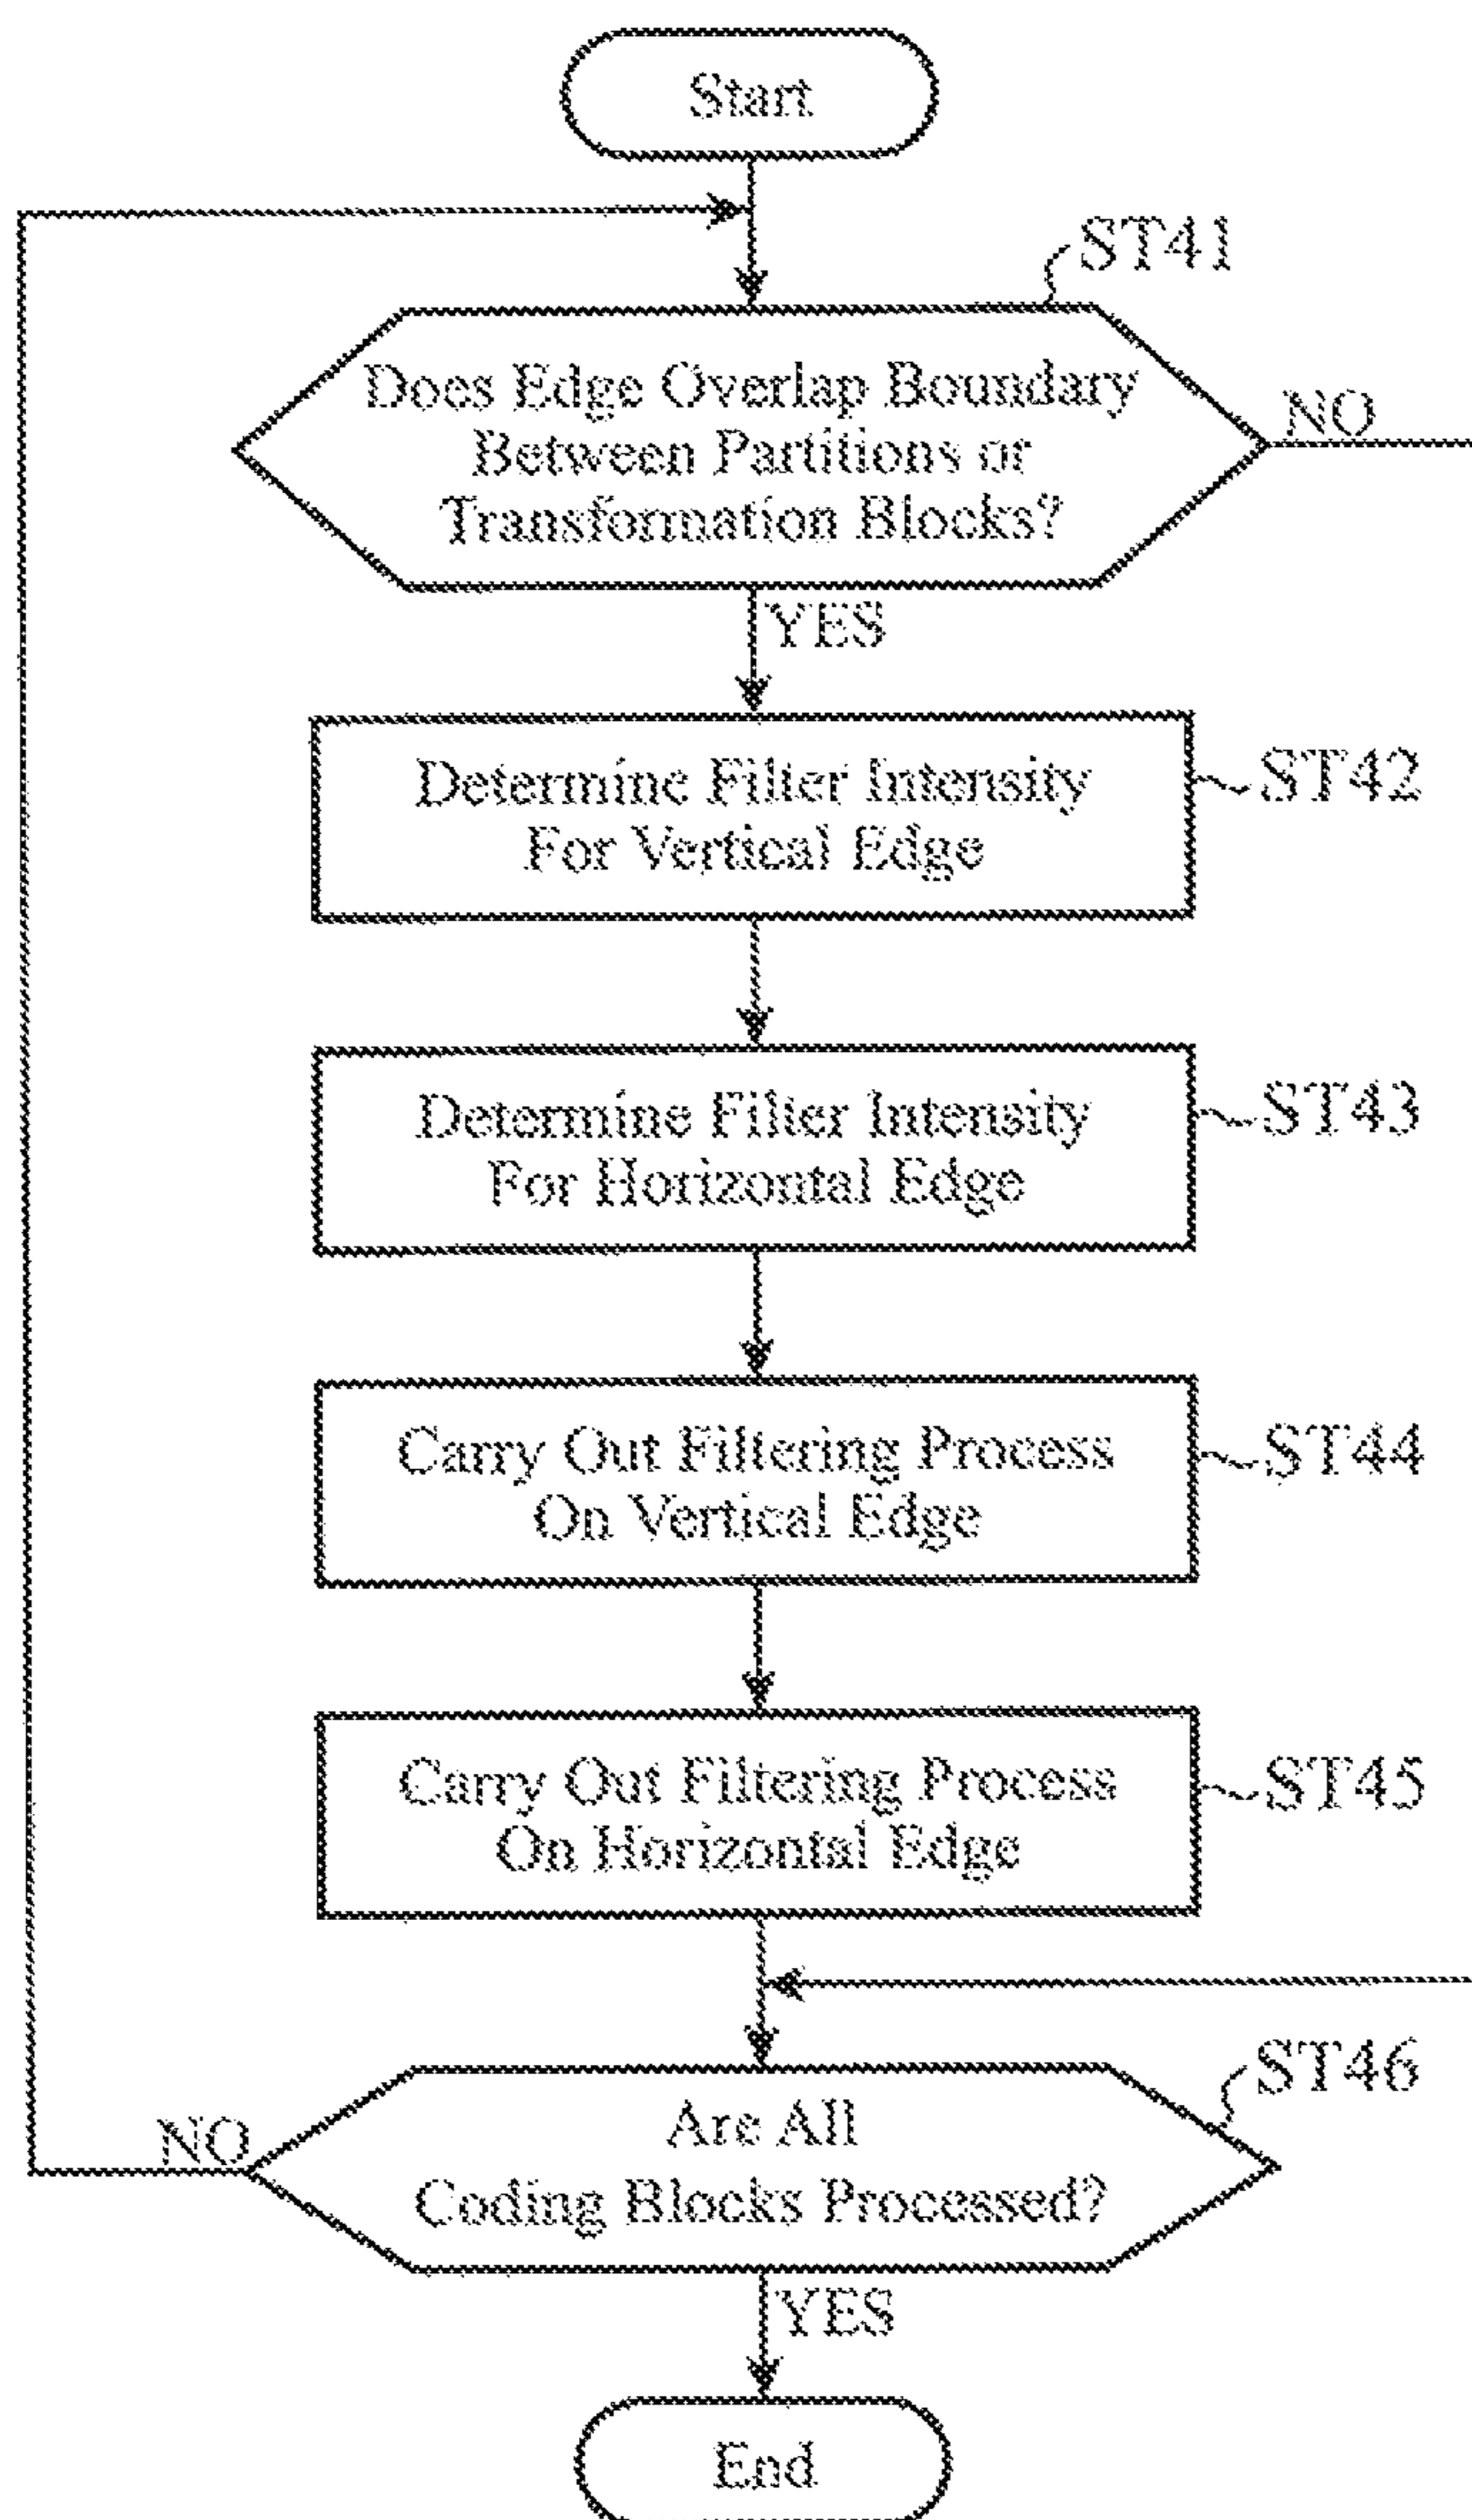 Start
ST41
Does Edge Overlap Boundary
Between Partitions or
Transformation Blocks?
NO
YES
Determine Filter Intensity
For Vertical Edge
ST42
Determine Filter Intensity
For Horizontal Edge
ST43
Carry Out Filtering Process
On Vertical Edge
ST44
Carry Out Filtering Process
On Horizontal Edge
ST45
ST46
Are All
Coding Blocks Processed?
NO
YES
End